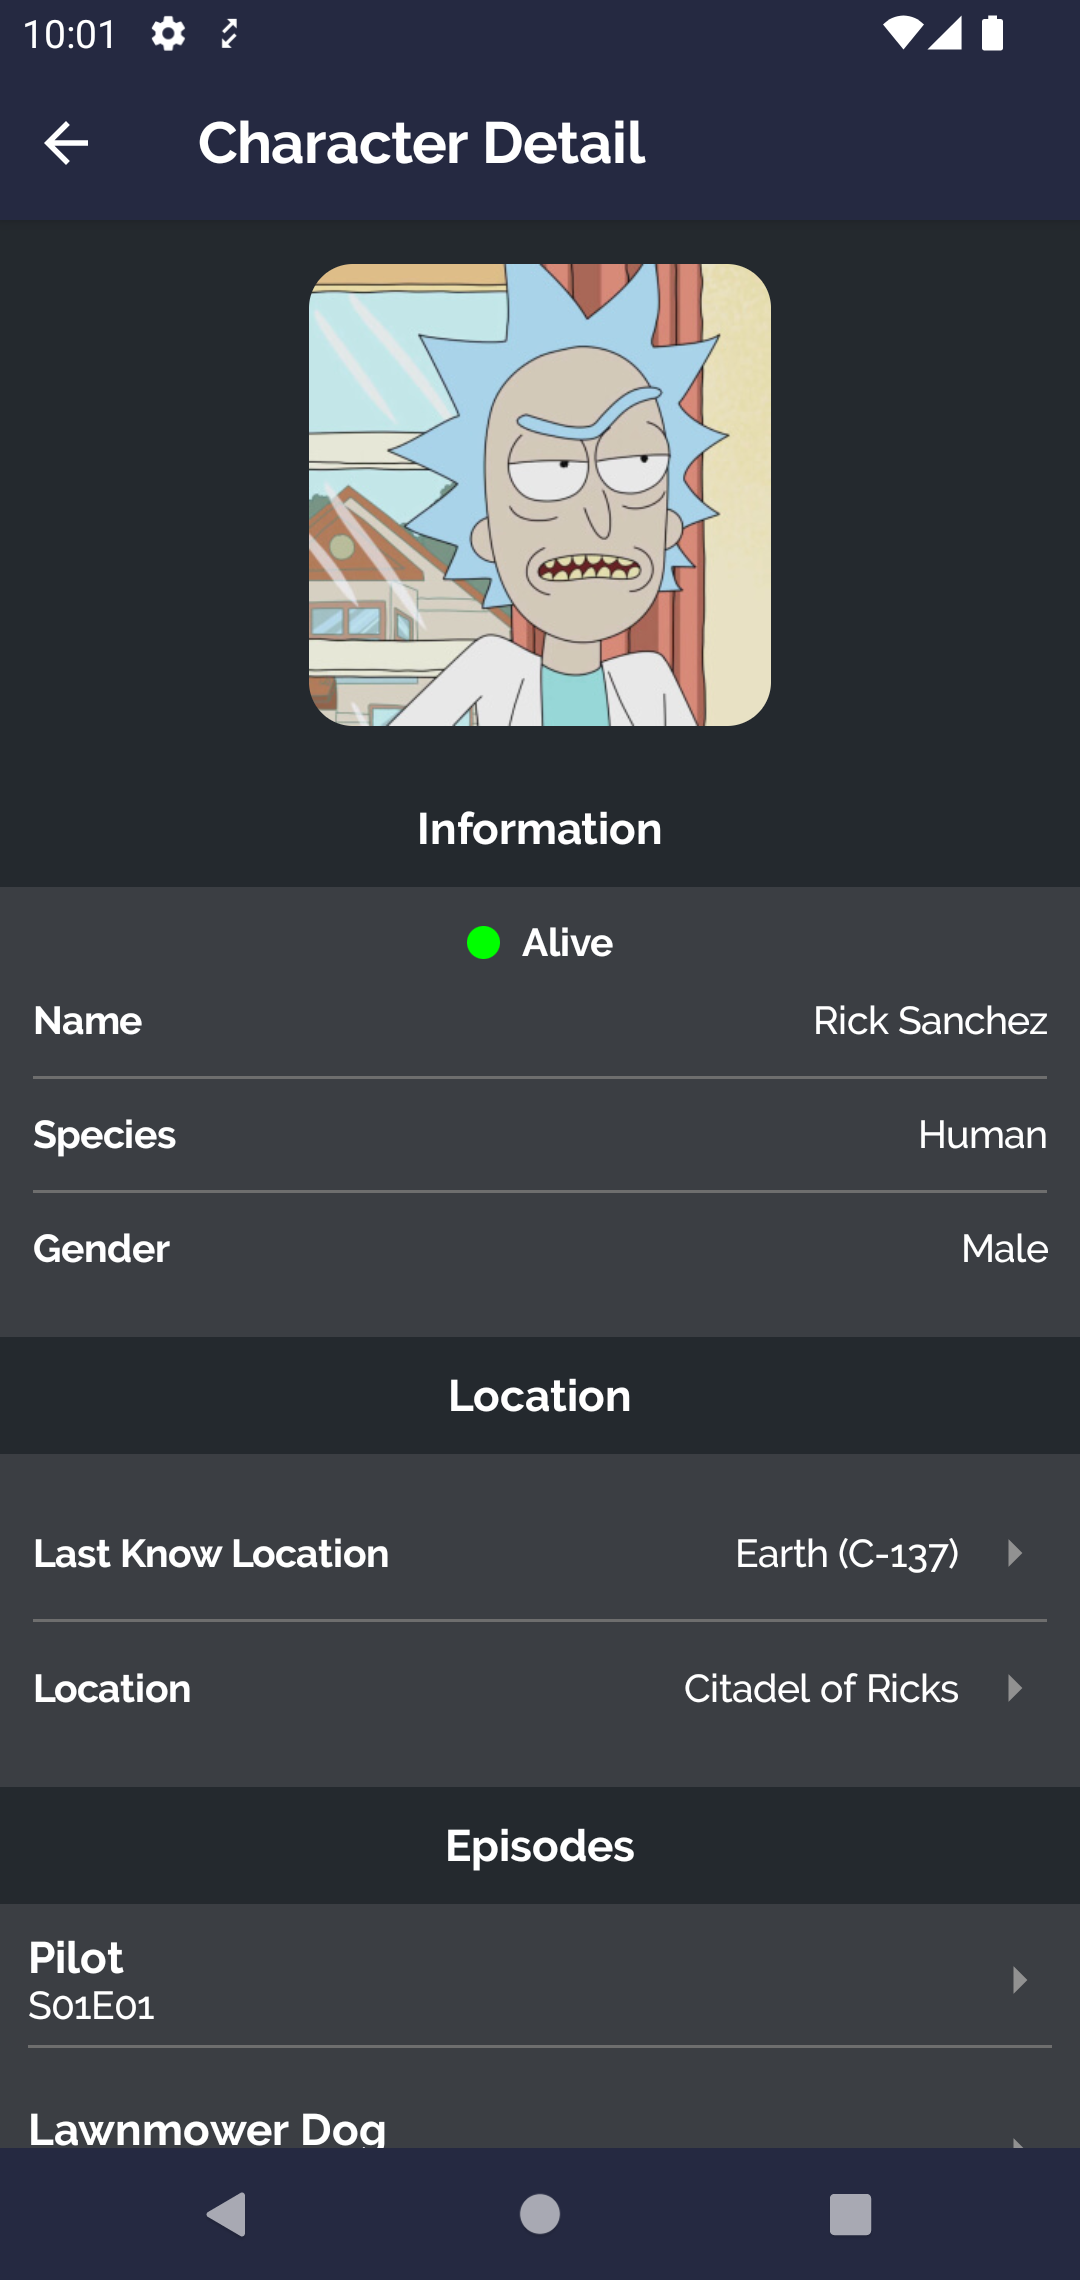 10:01
Character Detail
Information
Alive
Name Rick Sanchez
Species Human
Gender Male
Location
Last Know Location Earth (C-137)
Location Citadel of Ricks
Episodes
Pilot
S01E01
Lawnmower Dog